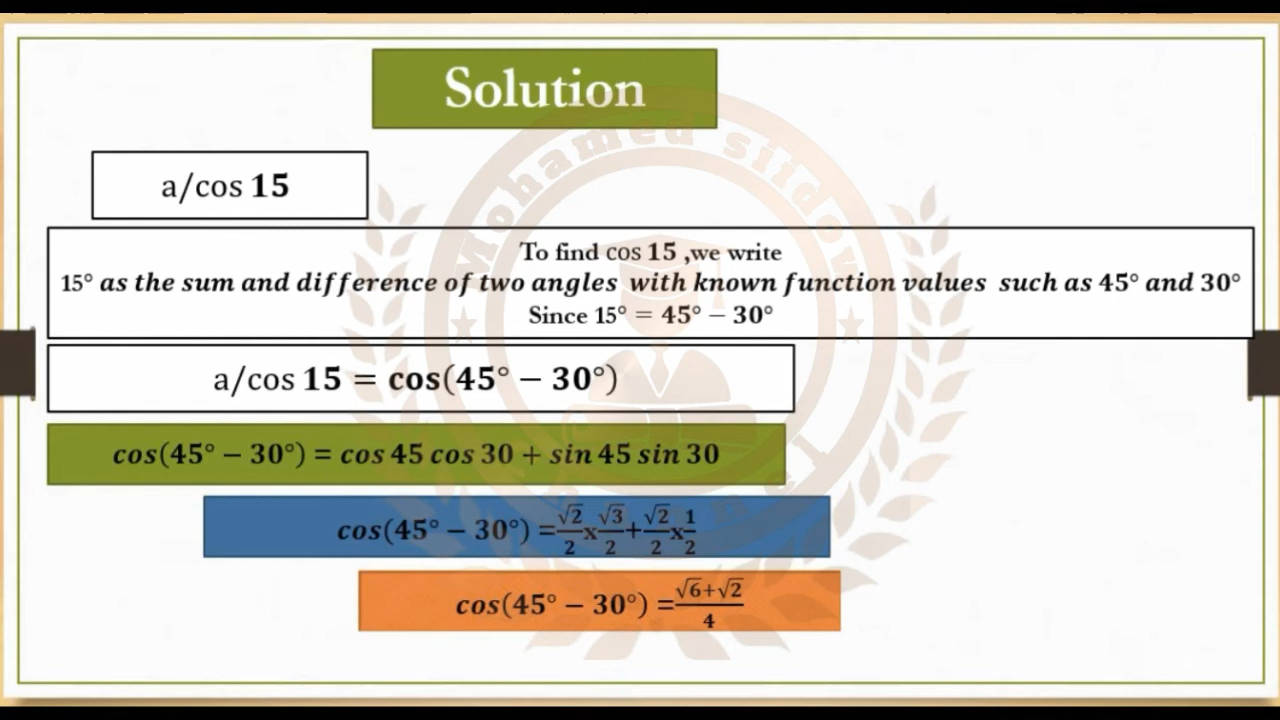 Solution
a/cos 15
To find cos 15 ,we write
15° as the sum and difference of two angles with known function values such as 45° and 30°
Since 15° = 45° − 30°
a/cos 15 = cos(45° − 30°)
cos(45° − 30°) = cos 45 cos 30 + sin 45 sin 30
cos(45° − 30°) =√2/2x√3/2+√2/2x1/2
cos(45° − 30°) =√6+√2/4
Mohamed siidow